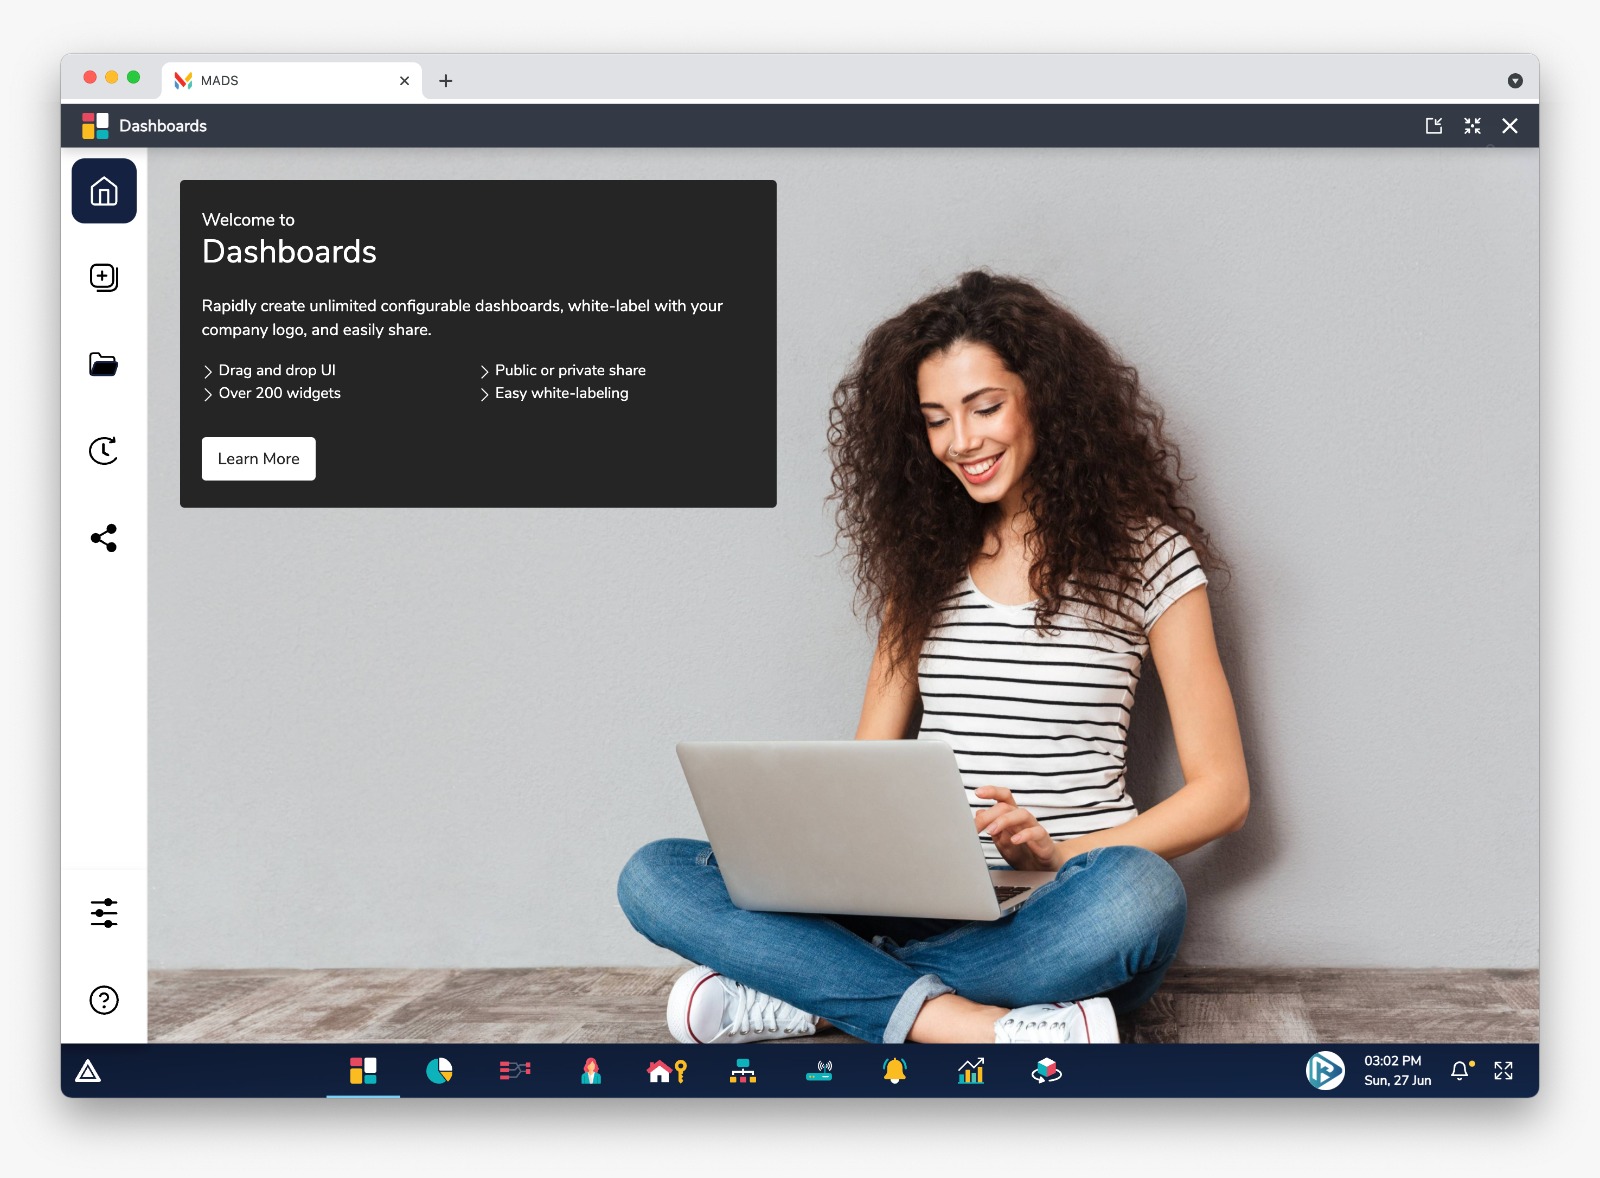 MADS
Dashboards
Welcome to
Dashboards
Rapidly create unlimited configurable dashboards, white-label with your
company logo, and easily share.
Drag and drop UI
Public or private share
Over 200 widgets
Easy white-labeling
Learn More
03:02 PM
Sun, 27 Jun